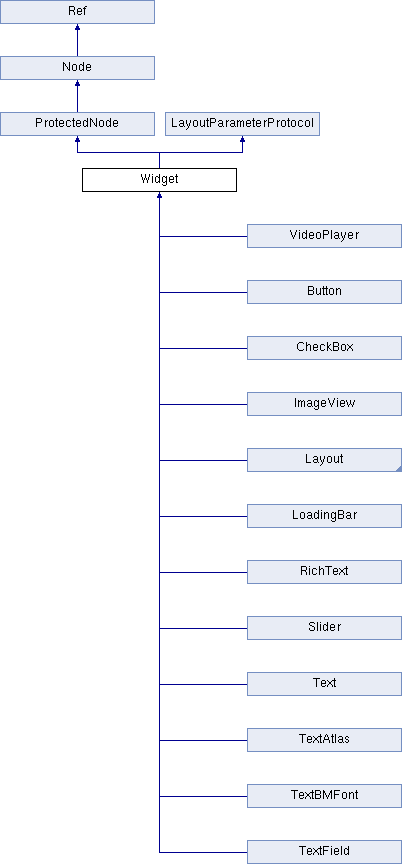 Ref
Node
ProtectedNode
LayoutParameterProtocol
Widget
VideoPlayer
Button
CheckBox
ImageView
Layout
LoadingBar
RichText
Slider
Text
TextAtlas
TextBMFont
TextField